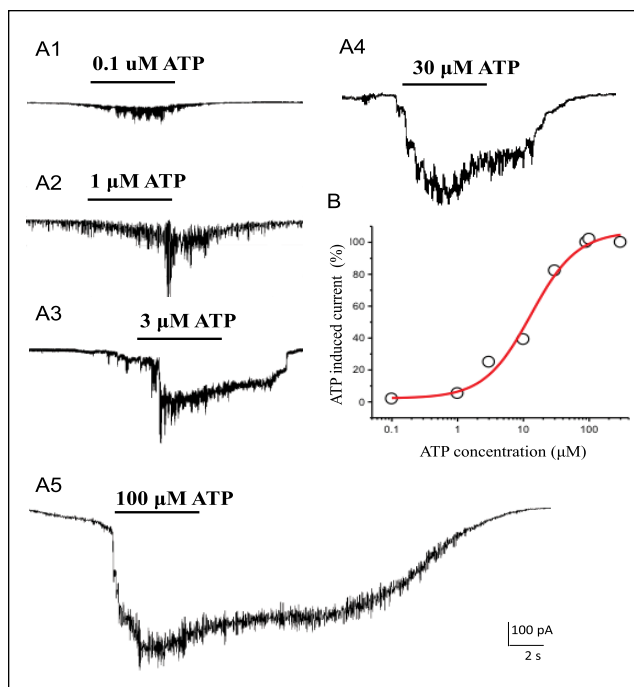 A1
0.1 uM ATP
A2
1 µM ATP
A3
3 µM ATP
A4
30 µM ATP
B
ATP induced current (%)
100
80
60
40
20
0
0.1 1 10 100
ATP concentration (µM)
A5
100 µM ATP
100 pA
2 s